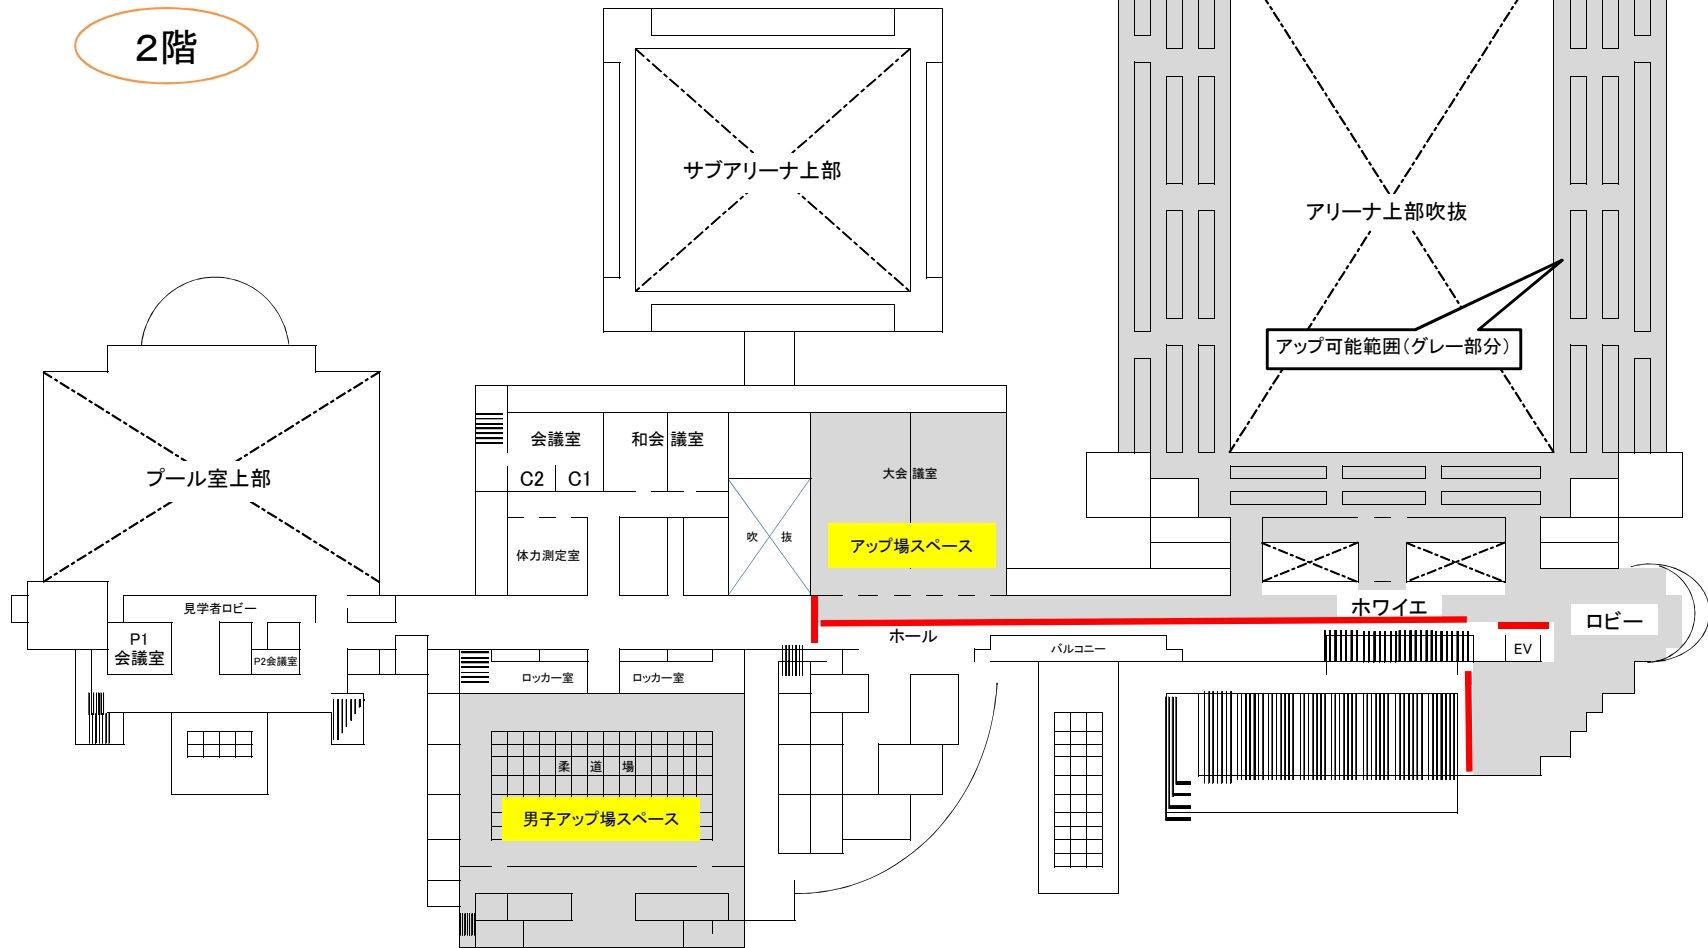 2階
サブアリーナ上部
アリーナ上部吹抜
アップ可能範囲(グレー部分)
プール室上部
会議室
和会議室
C2
C1
大会議室
吹抜
アップ場スペース
体力測定室
見学者ロビー
P1
会議室
P2会議室
ホール
ホワイエ
ロビー
バルコニー
EV
ロッカー室
ロッカー室
柔道場
男子アップ場スペース